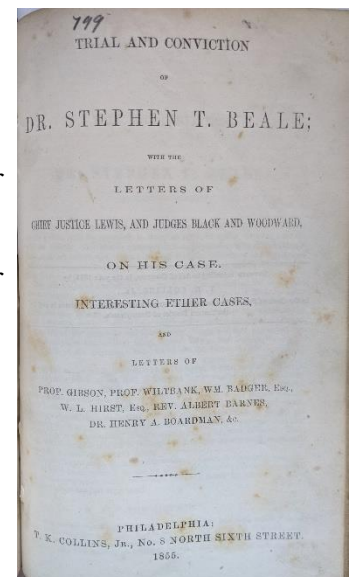 799
TRIAL AND CONVICTION
OF
DR. STEPHEN T. BEALE;
WITH THE
LETTERS OF
CHIEF JUSTICE LEWIS, AND JUDGES BLACK AND WOODWARD,
ON HIS CASE.
INTERESTING ETHER CASES,
AND
LETTERS OF
PROF. GIBSON, PROF. WILTBANK, WM. BADGER, ESQ.,
W. L. HIRST, ESQ., REV. ALBERT BARNES,
DR. HENRY A. BOARDMAN, &c.
PHILADELPHIA:
T. K. COLLINS, JR., No. 8 NORTH SIXTH STREET.
1855.